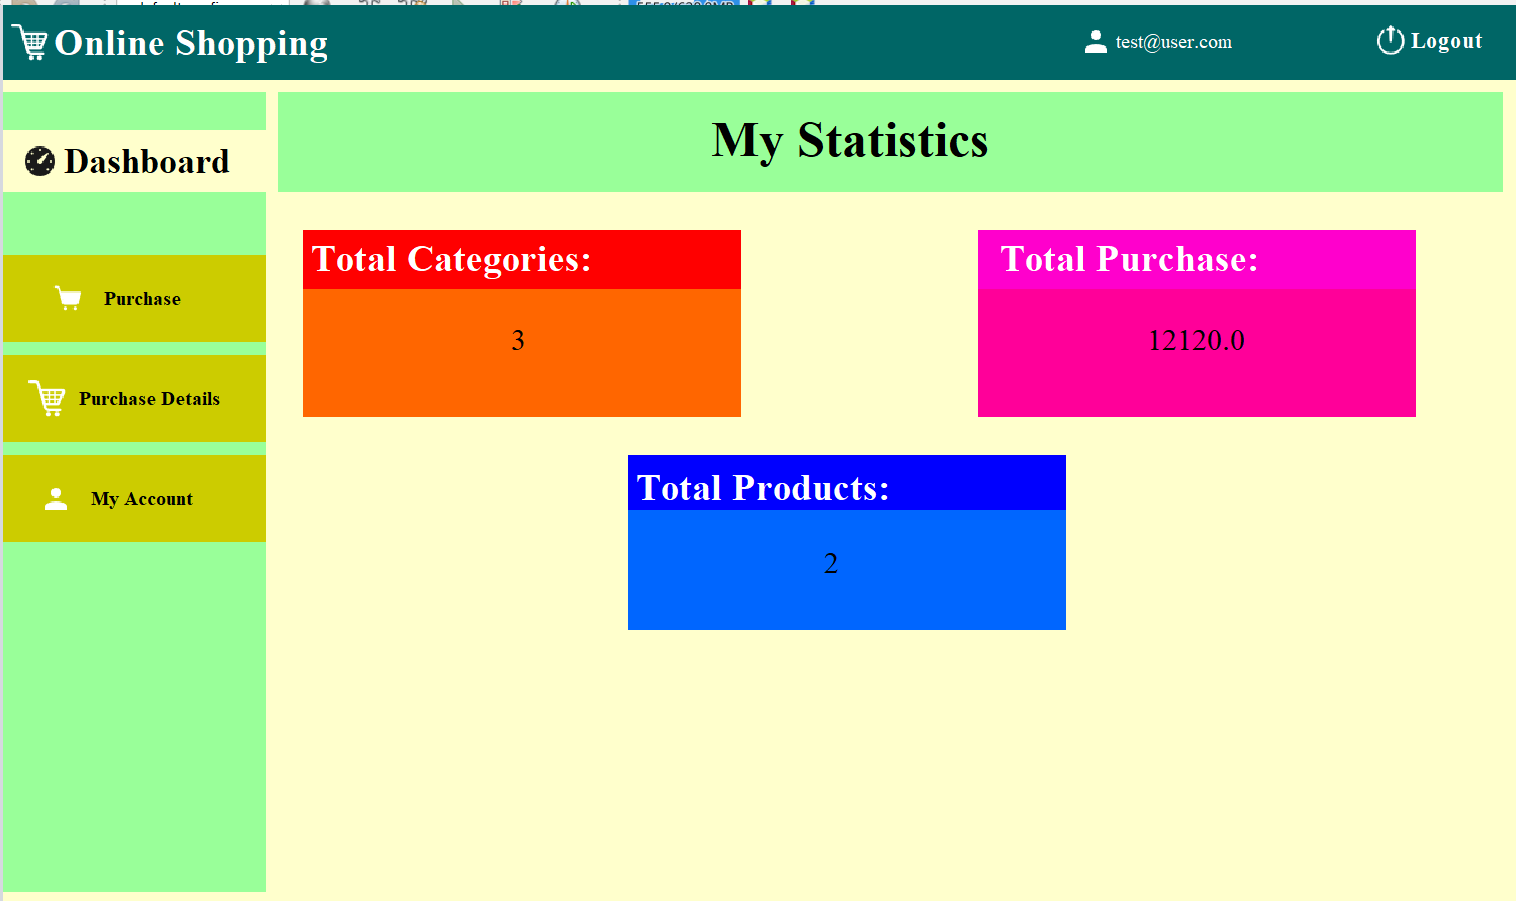 Online Shopping
test@user.com
Logout
Dashboard
Purchase
Purchase Details
My Account
My Statistics
Total Categories:
3
Total Purchase:
12120.0
Total Products:
2